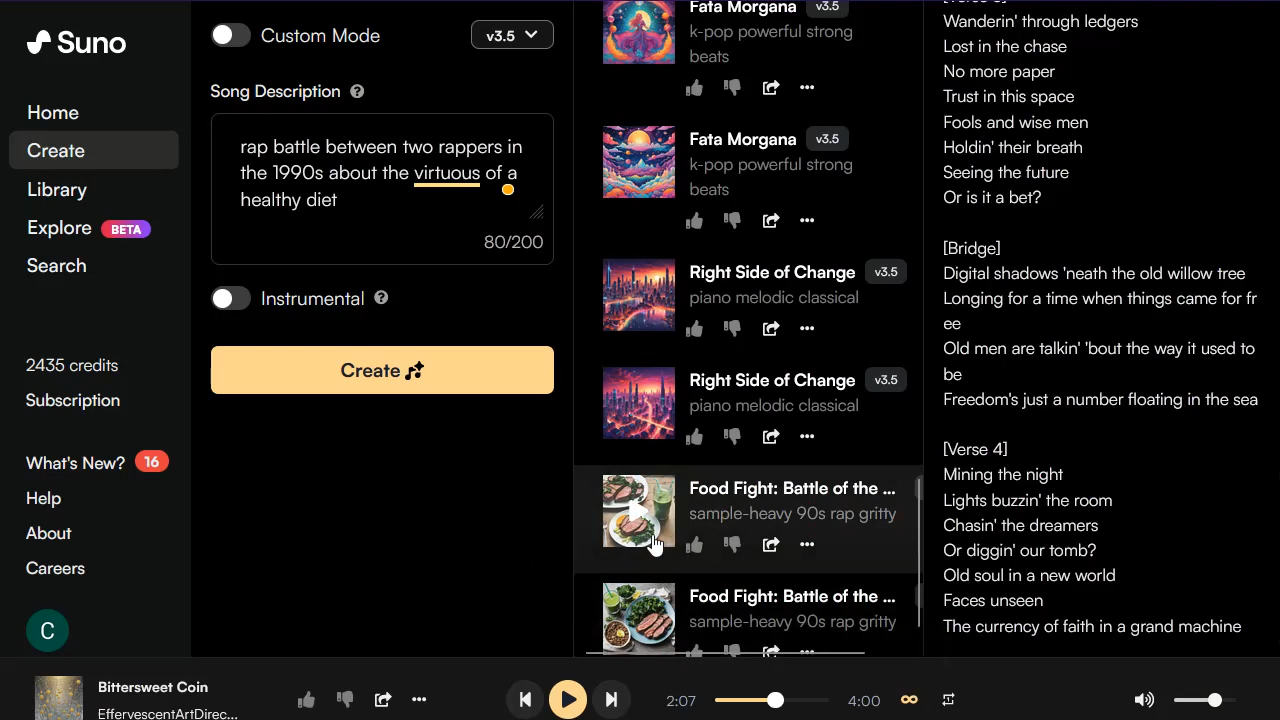 Suno
Home
Create
Library
Explore BETA
Search
2435 credits
Subscription
What's New? 16
Help
About
Careers
C
Custom Mode
v3.5
Song Description
rap battle between two rappers in
the 1990s about the virtuous of a
healthy diet
80/200
Instrumental
Create
Fata Morgana v3.5
k-pop powerful strong
beats
Fata Morgana v3.5
k-pop powerful strong
beats
Right Side of Change v3.5
piano melodic classical
Right Side of Change v3.5
piano melodic classical
Food Fight: Battle of the ...
sample-heavy 90s rap gritty
Food Fight: Battle of the ...
sample-heavy 90s rap gritty
Wanderin' through ledgers
Lost in the chase
No more paper
Trust in this space
Fools and wise men
Holdin' their breath
Seeing the future
Or is it a bet?
[Bridge]
Digital shadows 'neath the old willow tree
Longing for a time when things came for fr
ee
Old men are talkin' 'bout the way it used to
be
Freedom's just a number floating in the sea
[Verse 4]
Mining the night
Lights buzzin' the room
Chasin' the dreamers
Or diggin' our tomb?
Old soul in a new world
Faces unseen
The currency of faith in a grand machine
Bittersweet Coin
EffervescentArtDirec...
2:07
4:00